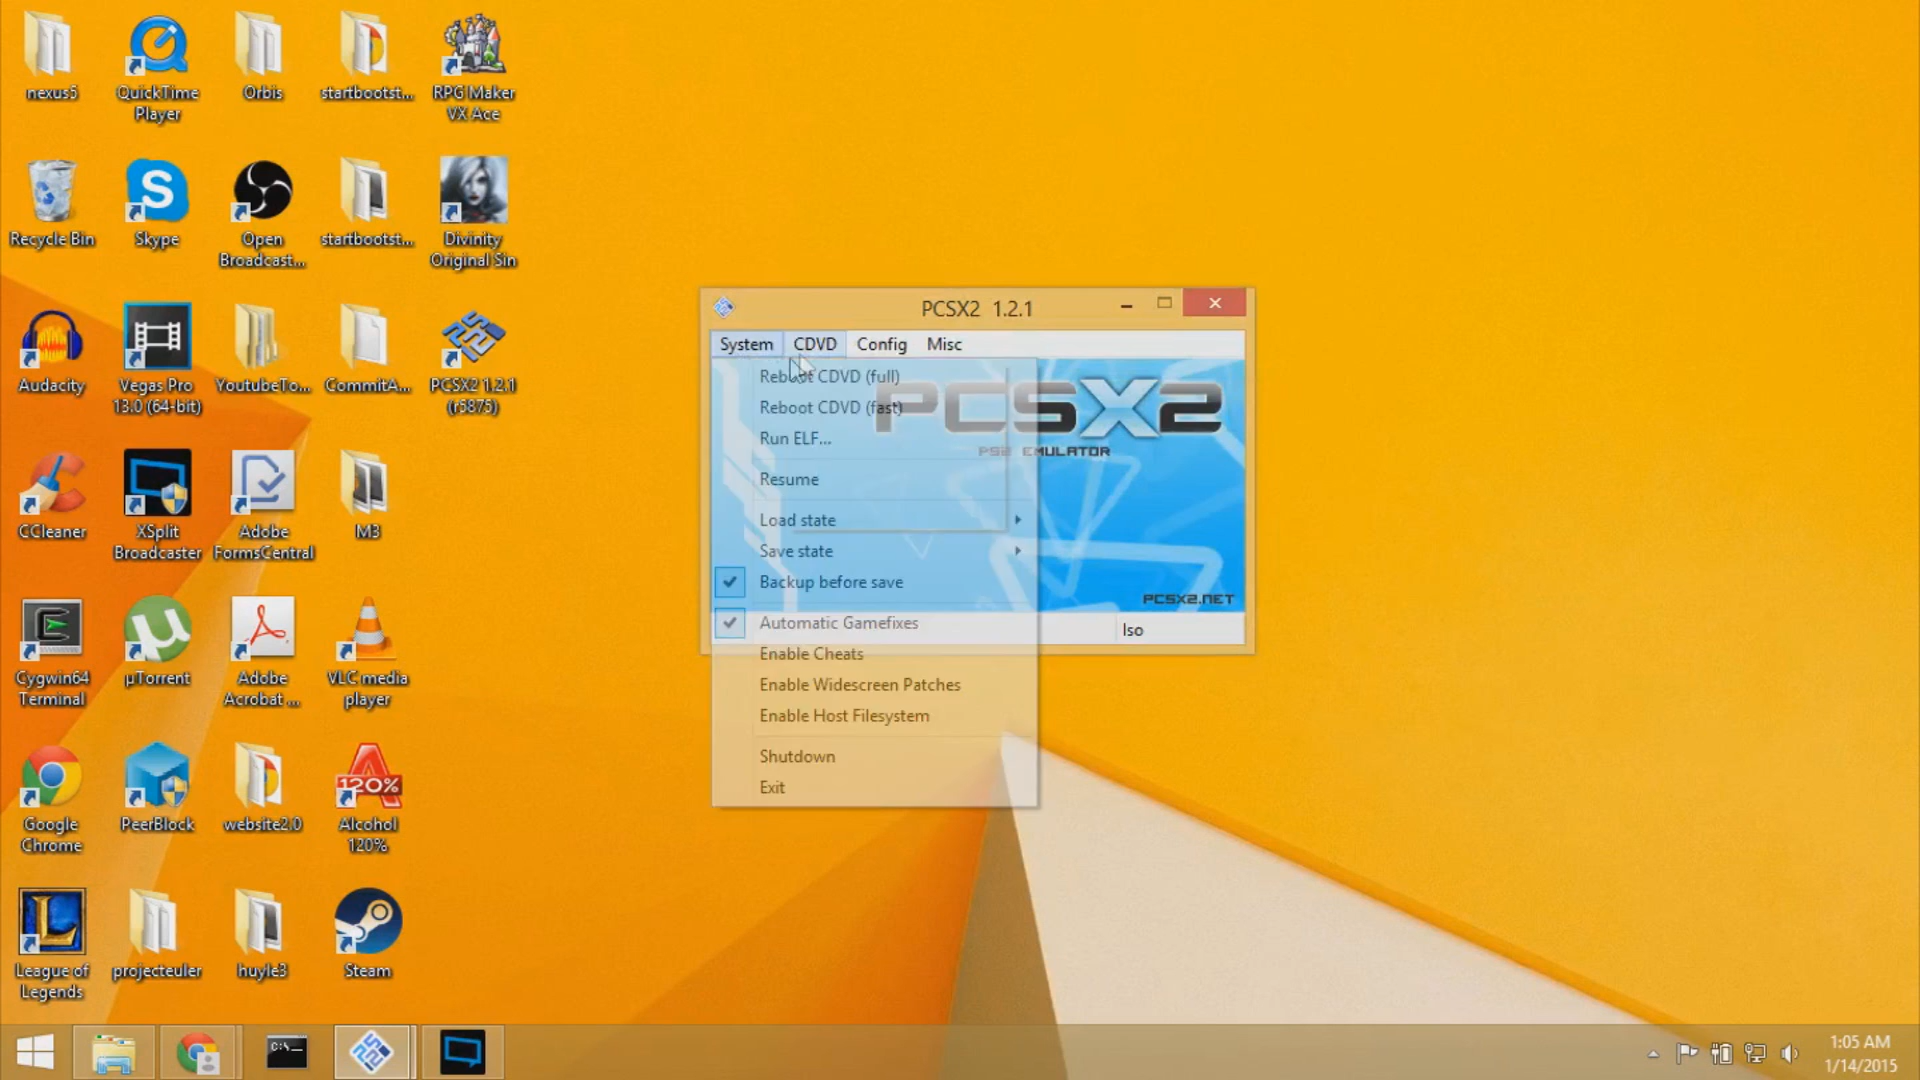 nexus5
QuickTime
Player
Orbis
startbootst...
RPG Maker
VX Ace
Recycle Bin
Skype
Open
Broadcast...
startbootst...
Divinity
Original Sin
Audacity
Vegas Pro
13.0 (64-bit)
YoutubeTo...
CommitA...
PCSX2 1.2.1
(r5875)
CCleaner
XSplit
Broadcaster
Adobe
FormsCentral
M3
Cygwin64
Terminal
µTorrent
Adobe
Acrobat ...
VLC media
player
Google
Chrome
PeerBlock
website2.0
120%
Alcohol
120%
League of
Legends
projecteuler
huyle3
Steam
PCSX2 1.2.1
System CDVD Config Misc
Reboot CDVD (full)
Reboot CDVD (fast)
Run ELF...
Resume
Load state
Save state
Backup before save
Automatic Gamefixes
Enable Cheats
Enable Widescreen Patches
Enable Host Filesystem
Shutdown
Exit
PCSX2
PS2 EMULATOR
PCSX2.NET
Iso
C:\_
1:05 AM
1/14/2015